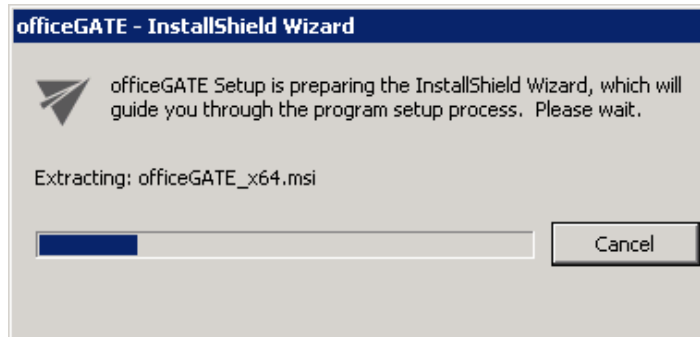 officeGATE - InstallShield Wizard
officeGATE Setup is preparing the InstallShield Wizard, which will
guide you through the program setup process.  Please wait.
Extracting: officeGATE_x64.msi
Cancel